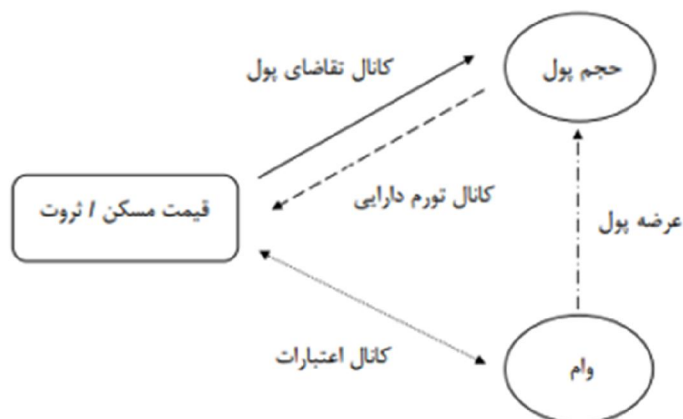 حجم پول
کانال تقاضای پول
کانال تورم دارایی
قیمت مسکن / ثروت
عرضه پول
کانال اعتبارات
وام